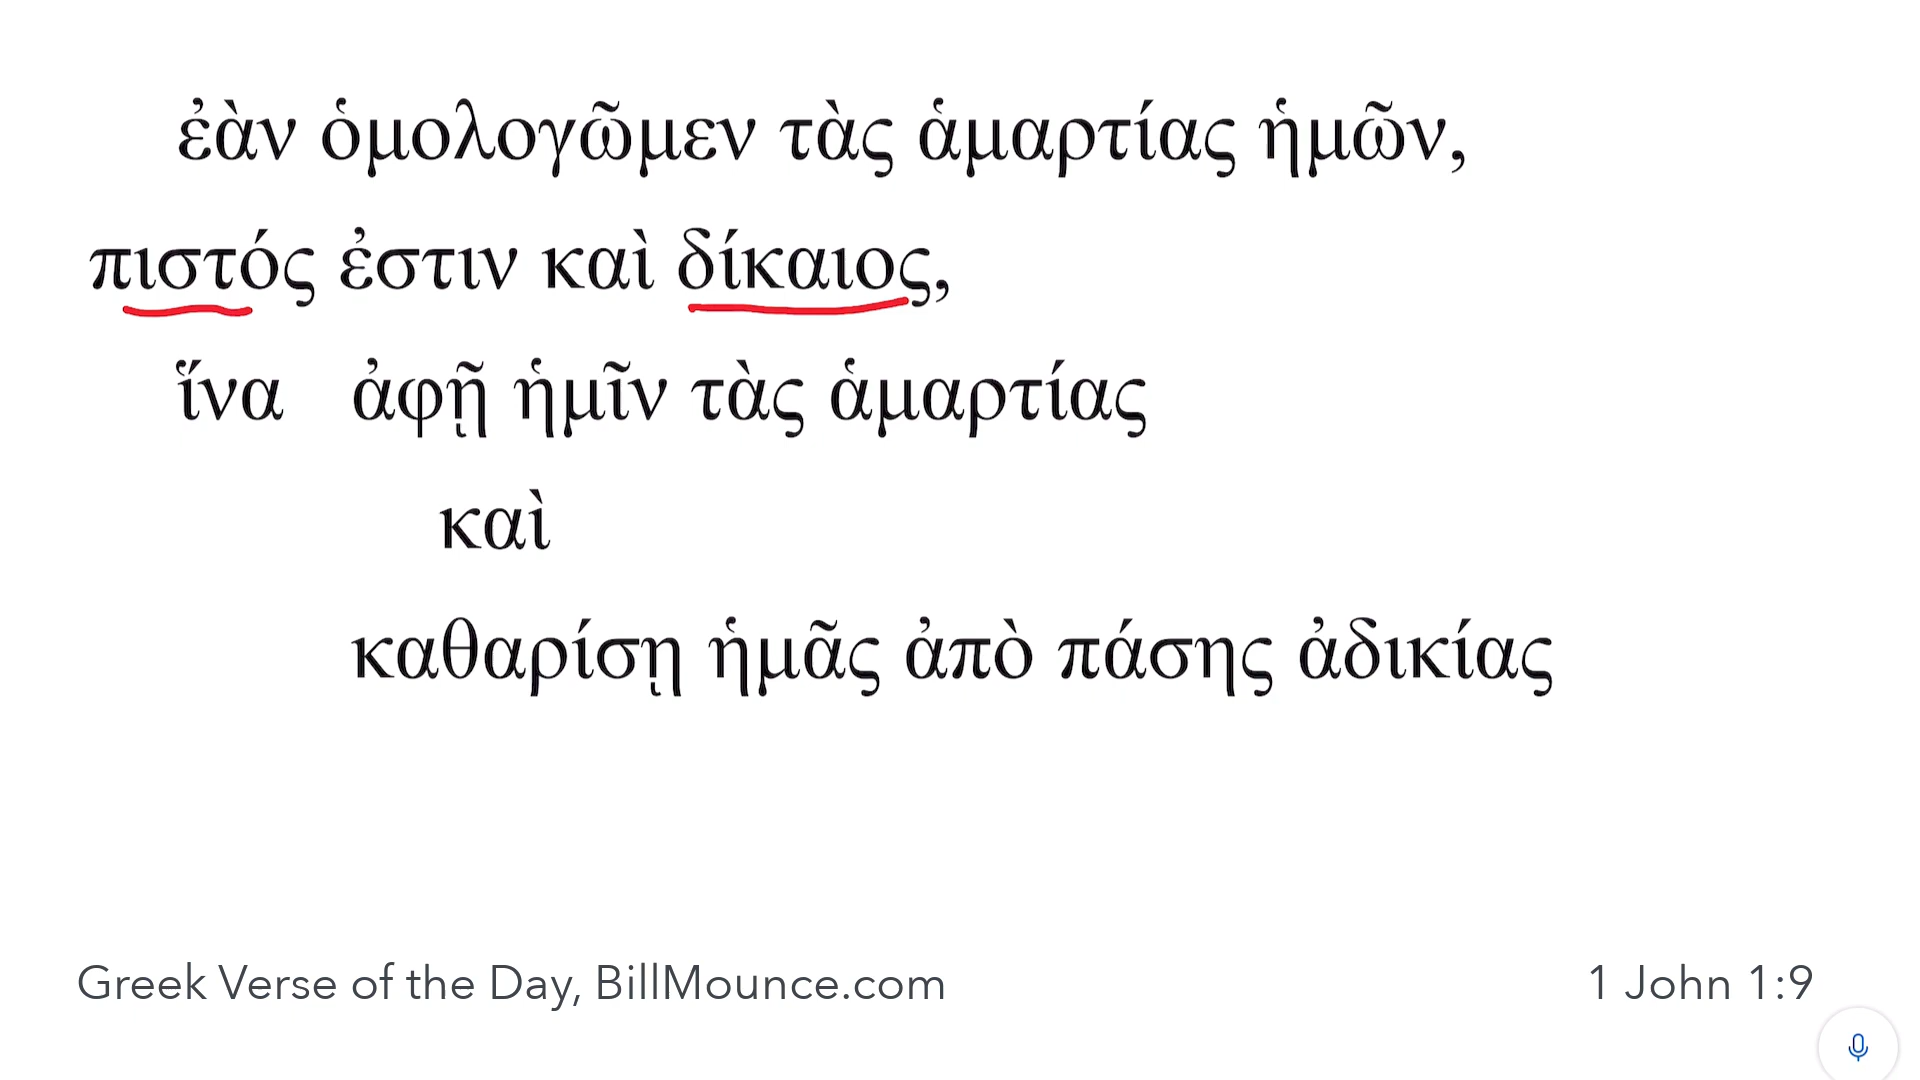 ἐὰν ὁμολογῶμεν τὰς ἁμαρτίας ἡμῶν,
πιστός ἐστιν καὶ δίκαιος,
ἵνα ἀφῇ ἡμῖν τὰς ἁμαρτίας
καὶ
καθαρίσῃ ἡμᾶς ἀπὸ πάσης ἀδικίας
Greek Verse of the Day, BillMounce.com
1 John 1:9